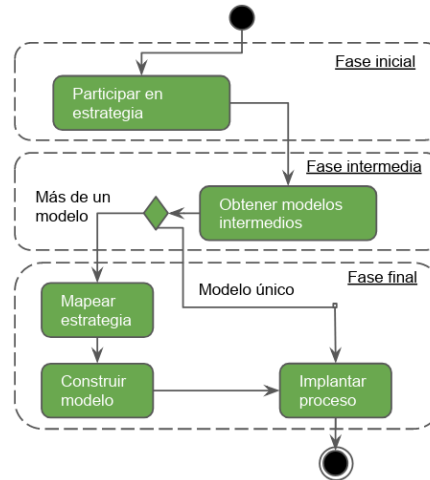 Fase inicial
Participar en
estrategia
Fase intermedia
Más de un
modelo
Obtener modelos
intermedios
Fase final
Mapear
estrategia
Modelo único
Construir
modelo
Implantar
proceso